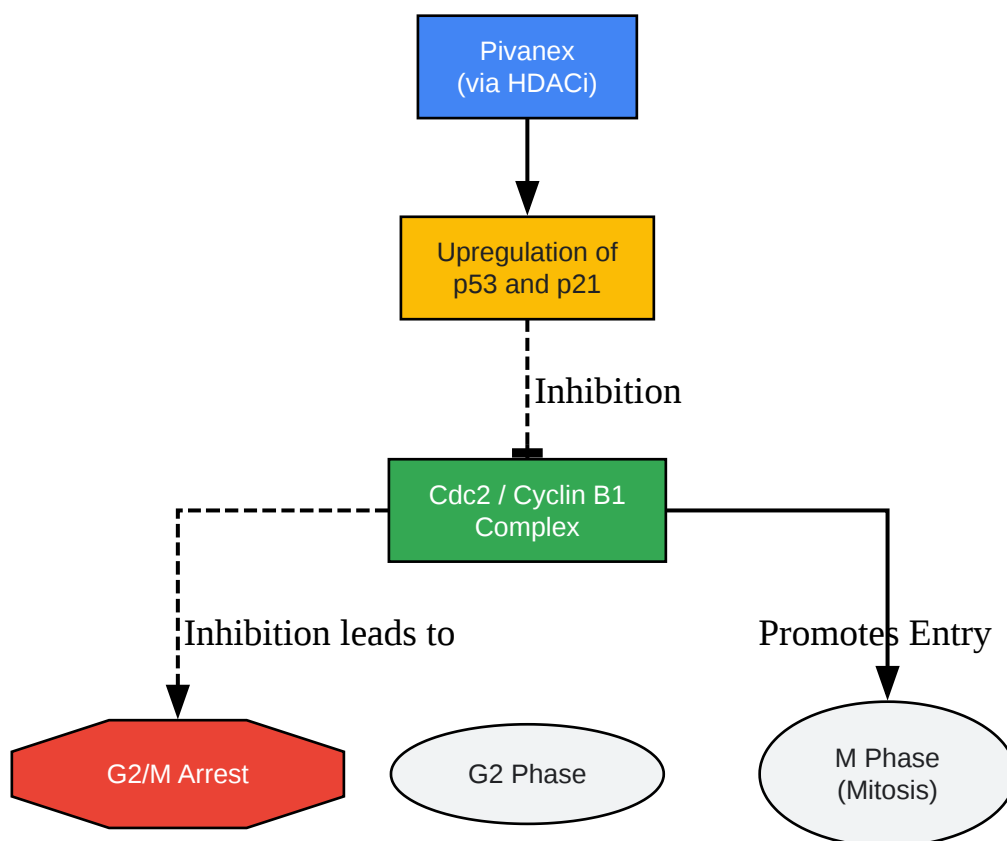 Pivanex
(via HDACi)
Upregulation of
p53 and p21
Inhibition
Cdc2 / Cyclin B1
Complex
Inhibition leads to
Promotes Entry
G2/M Arrest
G2 Phase
M Phase
(Mitosis)